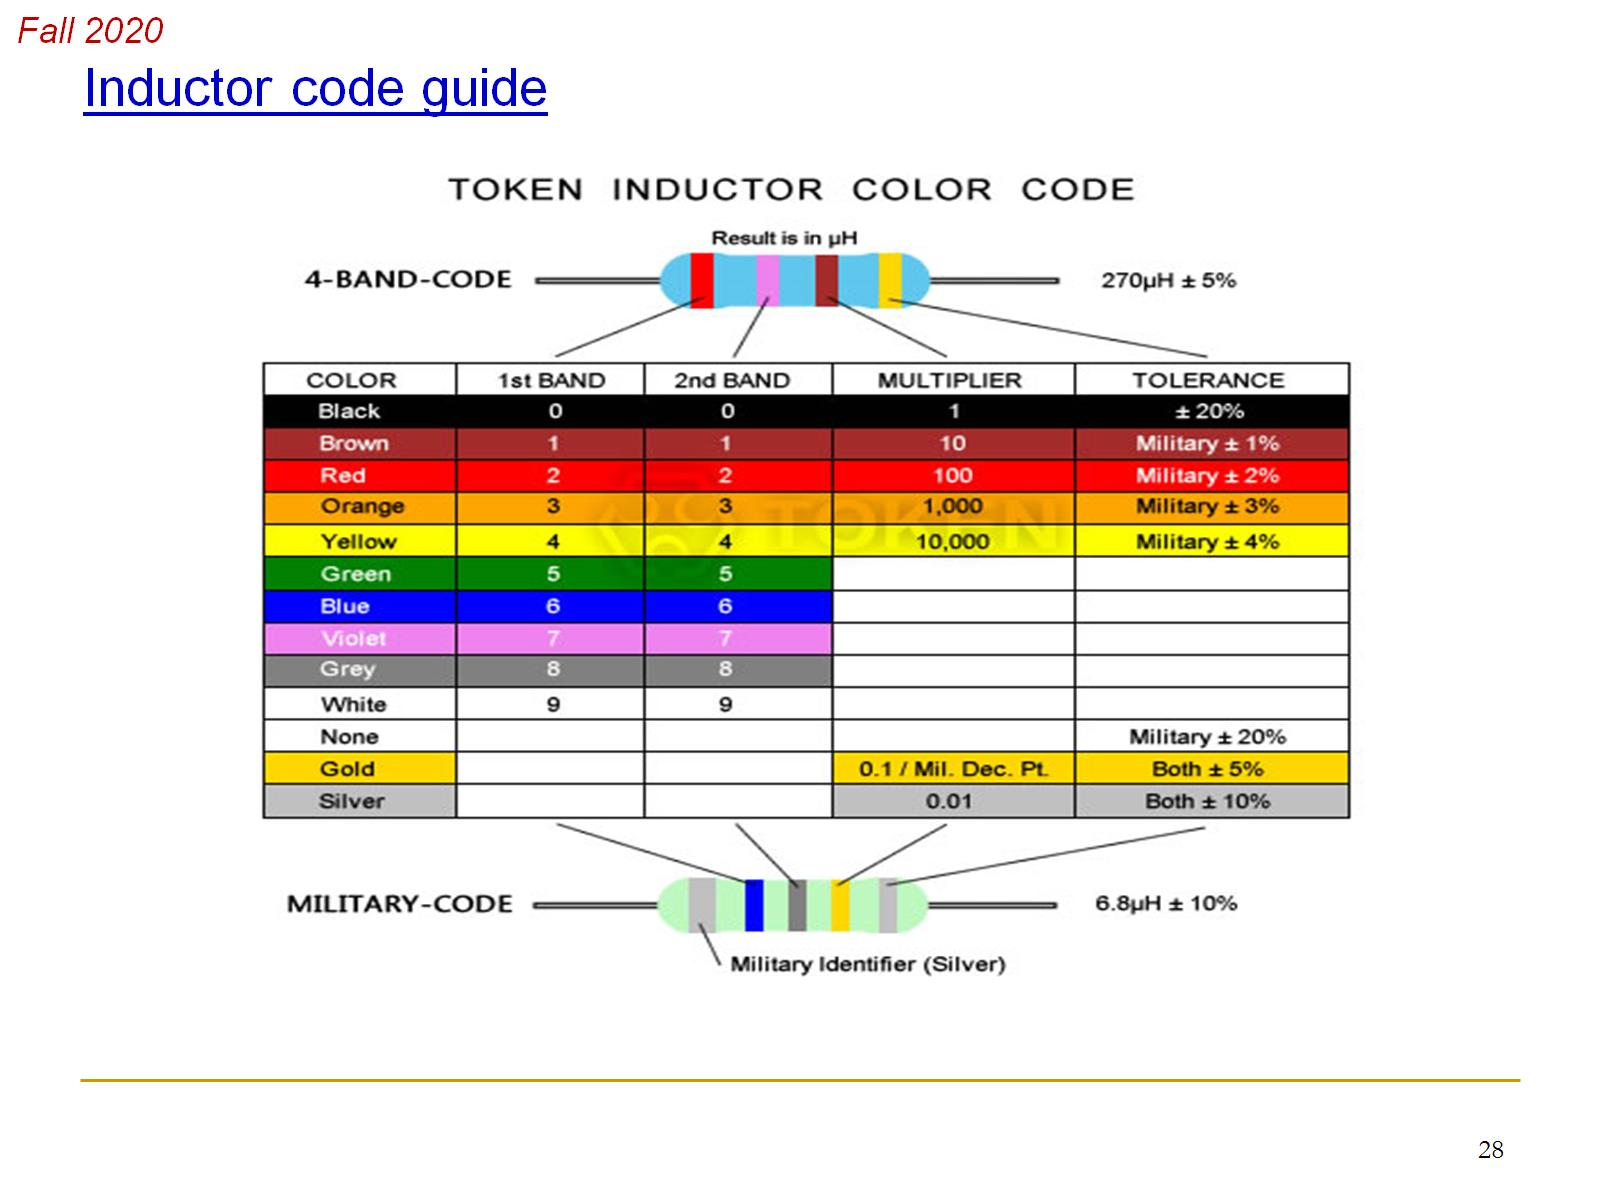 Fall 2020
Inductor code guide
TOKEN INDUCTOR COLOR CODE
Result is in µH
4-BAND-CODE
270µH ± 5%
COLOR 1st BAND 2nd BAND MULTIPLIER TOLERANCE
Black 0 0 1 ± 20%
Brown 1 1 10 Military ± 1%
Red 2 2 100 Military ± 2%
Orange 3 3 1,000 Military ± 3%
Yellow 4 4 10,000 Military ± 4%
TOKEN
Green 5 5
Blue 6 6
Violet 7 7
Grey 8 8
White 9 9
None Military ± 20%
Gold 0.1 / Mil. Dec. Pt. Both ± 5%
Silver 0.01 Both ± 10%
MILITARY-CODE
6.8µH ± 10%
Military Identifier (Silver)
28